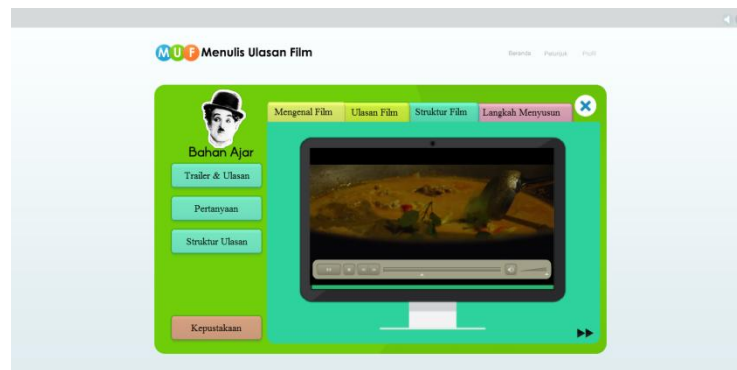 MUF Menulis Ulasan Film
Beranda Petunjuk Profil
Mengenal Film Ulasan Film Struktur Film Langkah Menyusun
Bahan Ajar
Trailer & Ulasan
Pertanyaan
Struktur Ulasan
Kepustakaan